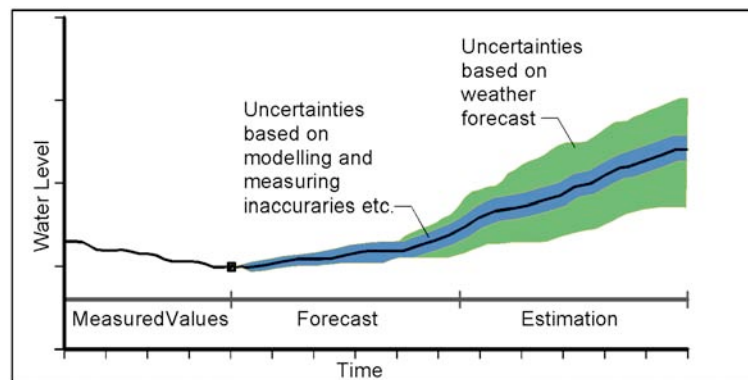 Uncertainties
based on
weather
forecast
Uncertainties
based on
modelling and
measuring
inaccuraries etc.
Water Level
MeasuredValues
Forecast
Estimation
Time